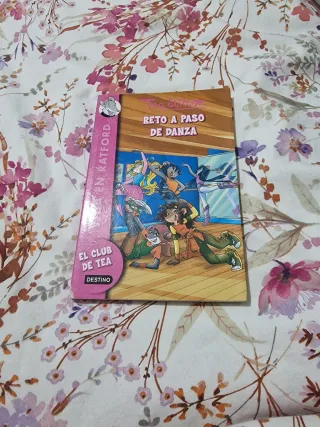 Tea Stilton
RETO A PASO
DE DANZA
EN RATFORD
EL CLUB
DE TEA
DESTINO